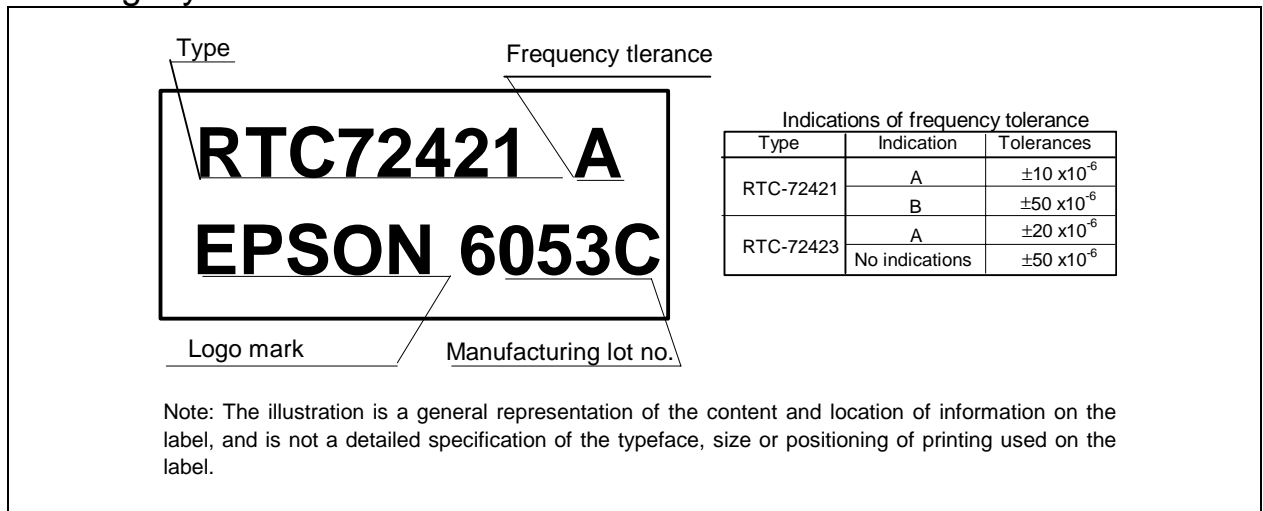 Type
Frequency tlerance
RTC72421 A
EPSON 6053C
Logo mark
Manufacturing lot no.
Indications of frequency tolerance
Type Indication Tolerances
RTC-72421 A ±10 x10-6
B ±50 x10-6
RTC-72423 A ±20 x10-6
No indications ±50 x10-6
Note: The illustration is a general representation of the content and location of information on the
label, and is not a detailed specification of the typeface, size or positioning of printing used on the
label.